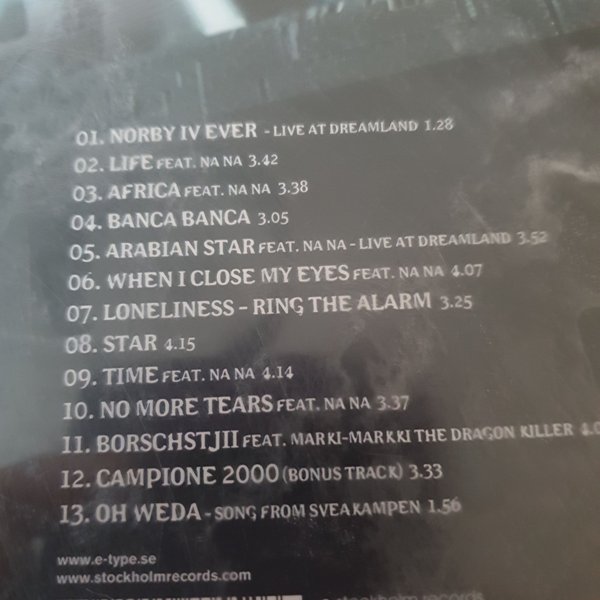 01. NORBY IV EVER - LIVE AT DREAMLAND 1.28
02. LIFE FEAT. NA NA 3.42
03. AFRICA FEAT. NA NA 3.38
04. BANCA BANCA 3.05
05. ARABIAN STAR FEAT. NA NA - LIVE AT DREAMLAND 3.52
06. WHEN I CLOSE MY EYES FEAT. NA NA 4.07
07. LONELINESS - RING THE ALARM 3.25
08. STAR 4.15
09. TIME FEAT. NA NA 4.14
10. NO MORE TEARS FEAT. NA NA 3.37
11. BORSCHSTJII FEAT. MARKI-MARKKI THE DRAGON KILLER
12. CAMPIONE 2000 (BONUS TRACK) 3.33
13. OH WEDA - SONG FROM SVEAKAMPEN 1.56
www.e-type.se
www.stockholmrecords.com
stockholm records